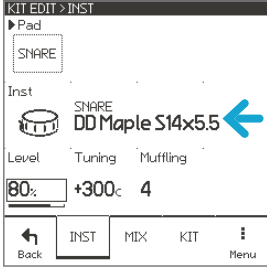 KIT EDIT > INST
▶Pad
SNARE
Inst
SNARE
DD Maple S14x5.5
Level Tuning Muffling
80% +300c 4
Back INST MIX KIT Menu